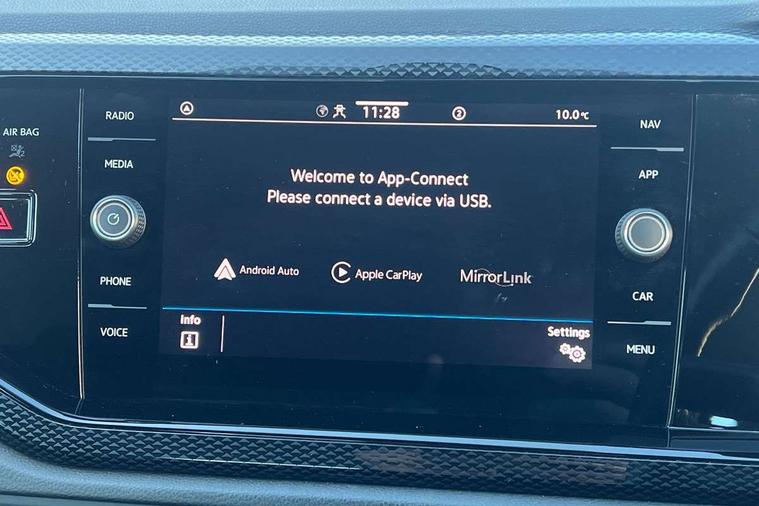 AIR BAG
RADIO
MEDIA
PHONE
VOICE
11:28
2
10.0°C
Welcome to App-Connect
Please connect a device via USB.
Android Auto
Apple CarPlay
MirrorLink
Info
i
Settings
NAV
APP
CAR
MENU